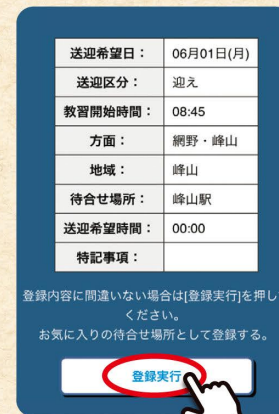 送迎希望日： 06月01日(月)
送迎区分： 迎え
教習開始時間： 08:45
方面： 網野・峰山
地域： 峰山
待合せ場所： 峰山駅
送迎希望時間： 00:00
特記事項：
登録内容に間違いない場合は[登録実行]を押し
ください。
お気に入りの待合せ場所として登録する。
登録実行